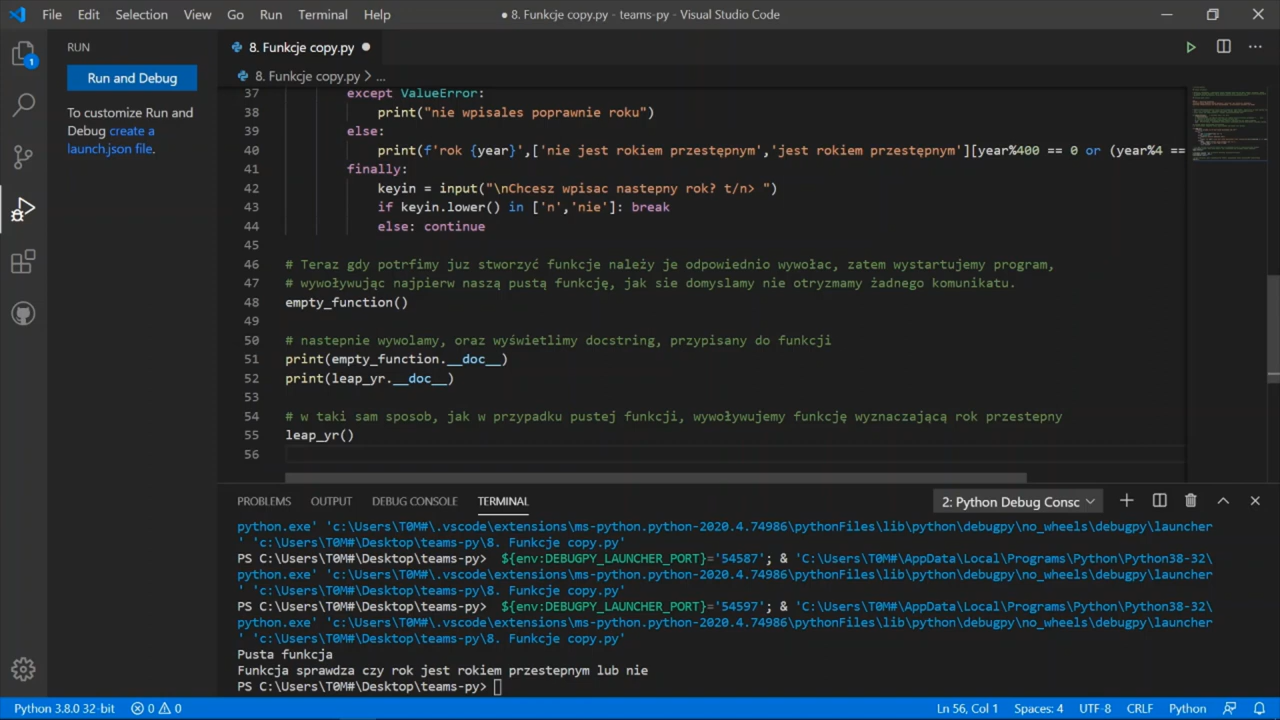 File Edit Selection View Go Run Terminal Help
● 8. Funkcje copy.py - teams-py - Visual Studio Code
RUN
Run and Debug
To customize Run and
Debug create a
launch.json file.
1
8. Funkcje copy.py ●
8. Funkcje copy.py > ...
37 except ValueError:
38 print("nie wpisales poprawnie roku")
39 else:
40 print(f'rok {year}',['nie jest rokiem przestępnym','jest rokiem przestępnym'][year%400 == 0 or (year%4 ==
41 finally:
42 keyin = input("\nChcesz wpisac nastepny rok? t/n> ")
43 if keyin.lower() in ['n','nie']: break
44 else: continue
45
46 # Teraz gdy potrfimy juz stworzyć funkcje należy je odpowiednio wywołac, zatem wystartujemy program,
47 # wywoływując najpierw naszą pustą funkcję, jak sie domyslamy nie otryzmamy żadnego komunikatu.
48 empty_function()
49
50 # nastepnie wywolamy, oraz wyświetlimy docstring, przypisany do funkcji
51 print(empty_function.__doc__)
52 print(leap_yr.__doc__)
53
54 # w taki sam sposob, jak w przypadku pustej funkcji, wywoływujemy funkcję wyznaczającą rok przestepny
55 leap_yr()
56
PROBLEMS OUTPUT DEBUG CONSOLE TERMINAL 2: Python Debug Consc
python.exe' 'c:\Users\T0M#\.vscode\extensions\ms-python.python-2020.4.74986\pythonFiles\lib\python\debugpy\no_wheels\debugpy\launcher
' 'c:\Users\T0M#\Desktop\teams-py\8. Funkcje copy.py'
PS C:\Users\T0M#\Desktop\teams-py> ${env:DEBUGPY_LAUNCHER_PORT}='54587'; & 'C:\Users\T0M#\AppData\Local\Programs\Python\Python38-32\
python.exe' 'c:\Users\T0M#\.vscode\extensions\ms-python.python-2020.4.74986\pythonFiles\lib\python\debugpy\no_wheels\debugpy\launcher
' 'c:\Users\T0M#\Desktop\teams-py\8. Funkcje copy.py'
PS C:\Users\T0M#\Desktop\teams-py> ${env:DEBUGPY_LAUNCHER_PORT}='54597'; & 'C:\Users\T0M#\AppData\Local\Programs\Python\Python38-32\
python.exe' 'c:\Users\T0M#\.vscode\extensions\ms-python.python-2020.4.74986\pythonFiles\lib\python\debugpy\no_wheels\debugpy\launcher
' 'c:\Users\T0M#\Desktop\teams-py\8. Funkcje copy.py'
Pusta funkcja
Funkcja sprawdza czy rok jest rokiem przestepnym lub nie
PS C:\Users\T0M#\Desktop\teams-py>
Python 3.8.0 32-bit 0 0 Ln 56, Col 1 Spaces: 4 UTF-8 CRLF Python